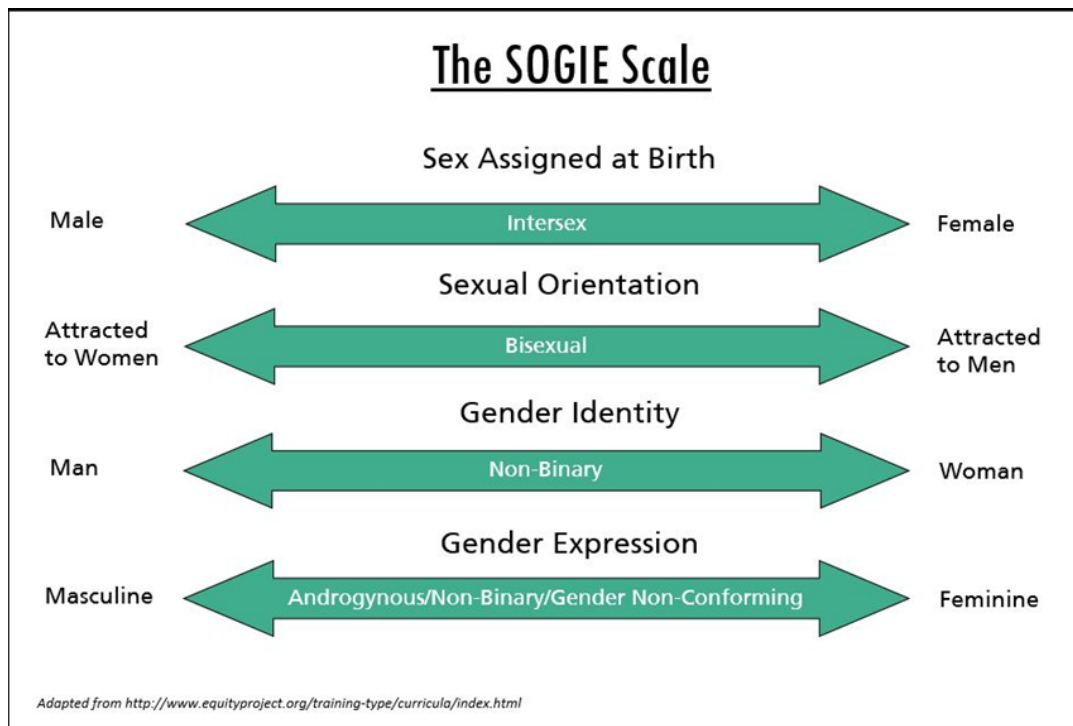 The SOGIE Scale
Sex Assigned at Birth
Male
Intersex
Female
Sexual Orientation
Attracted
to Women
Bisexual
Attracted
to Men
Gender Identity
Man
Non-Binary
Woman
Gender Expression
Masculine
Androgynous/Non-Binary/Gender Non-Conforming
Feminine
Adapted from http://www.equityproject.org/training-type/curricula/index.html